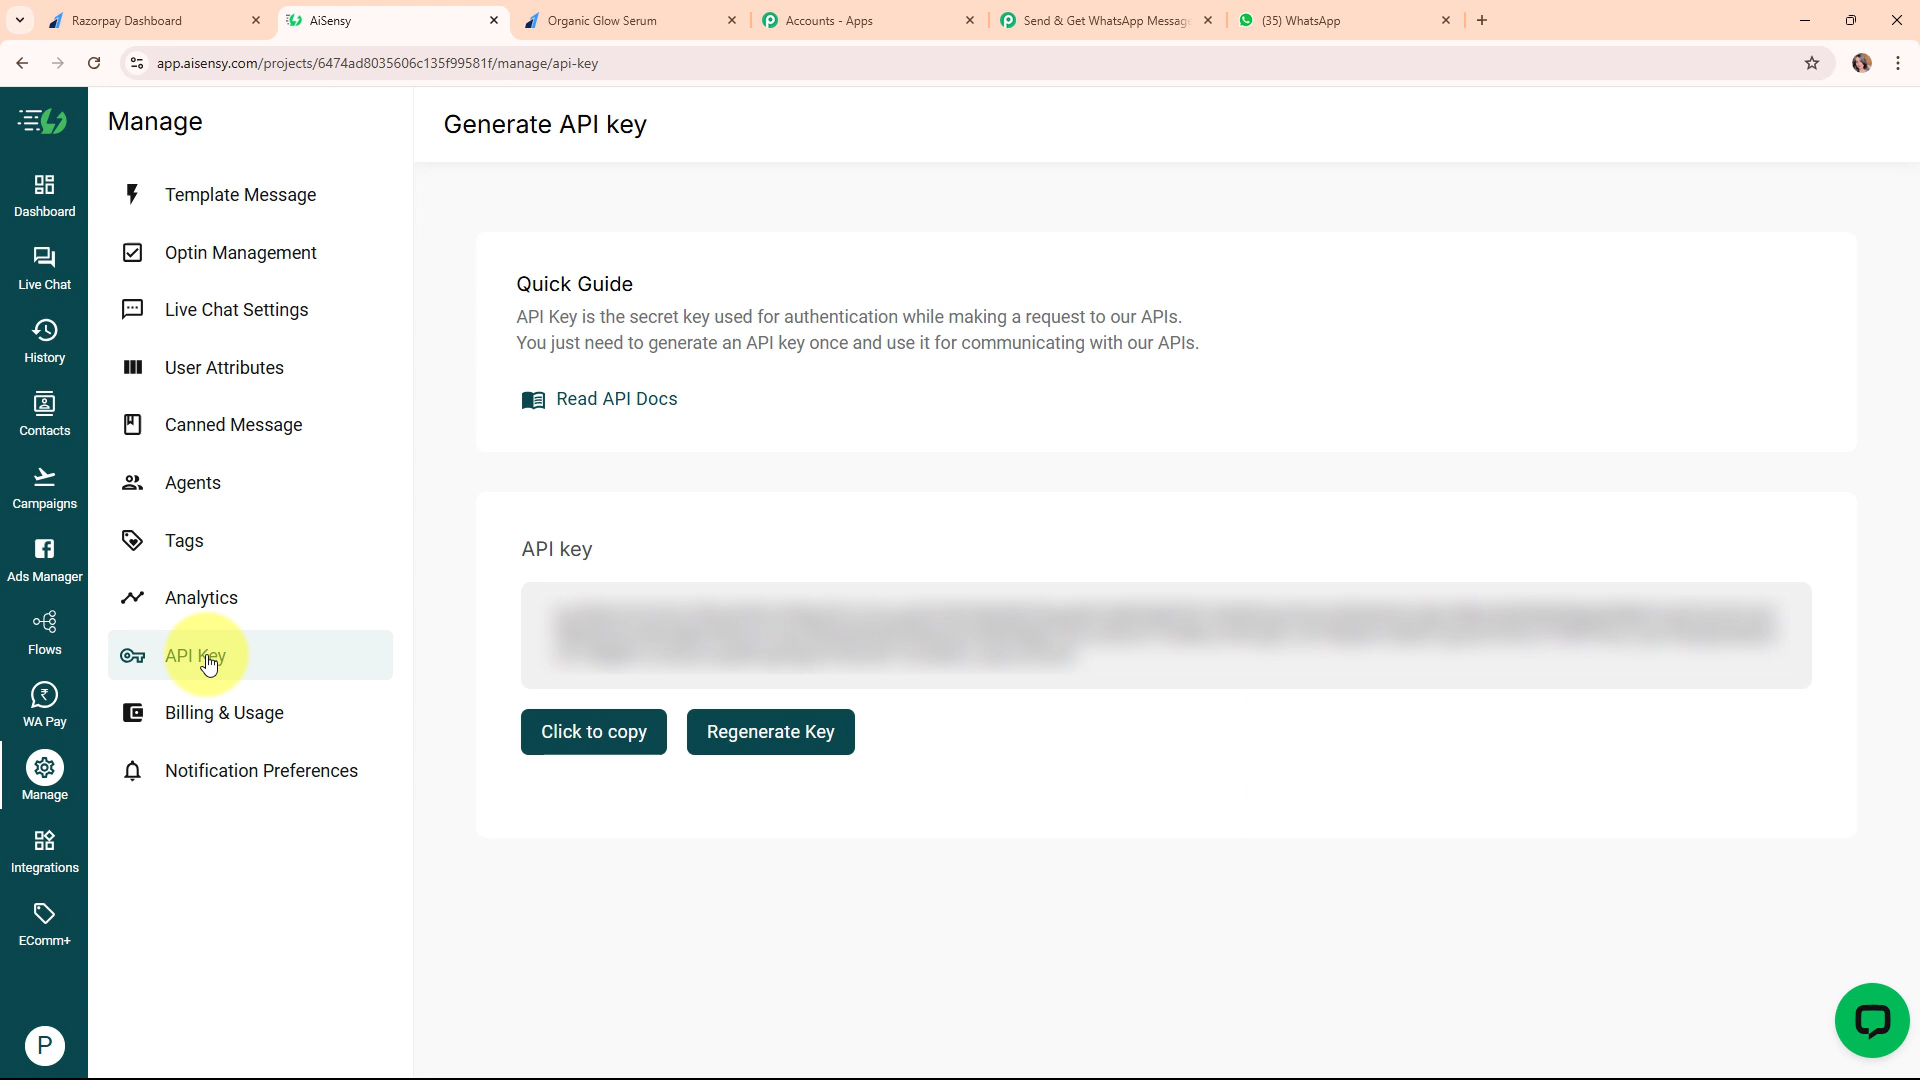 Razorpay Dashboard
AiSensy
Organic Glow Serum
Accounts - Apps
Send & Get WhatsApp Message
(35) WhatsApp
app.aisensy.com/projects/6474ad8035606c135f99581f/manage/api-key
Dashboard
Live Chat
History
Contacts
Campaigns
Ads Manager
Flows
WA Pay
Manage
Integrations
EComm+
P
Manage
Template Message
Optin Management
Live Chat Settings
User Attributes
Canned Message
Agents
Tags
Analytics
API Key
Billing & Usage
Notification Preferences
Generate API key
Quick Guide
API Key is the secret key used for authentication while making a request to our APIs.
You just need to generate an API key once and use it for communicating with our APIs.
Read API Docs
API key
Click to copy
Regenerate Key